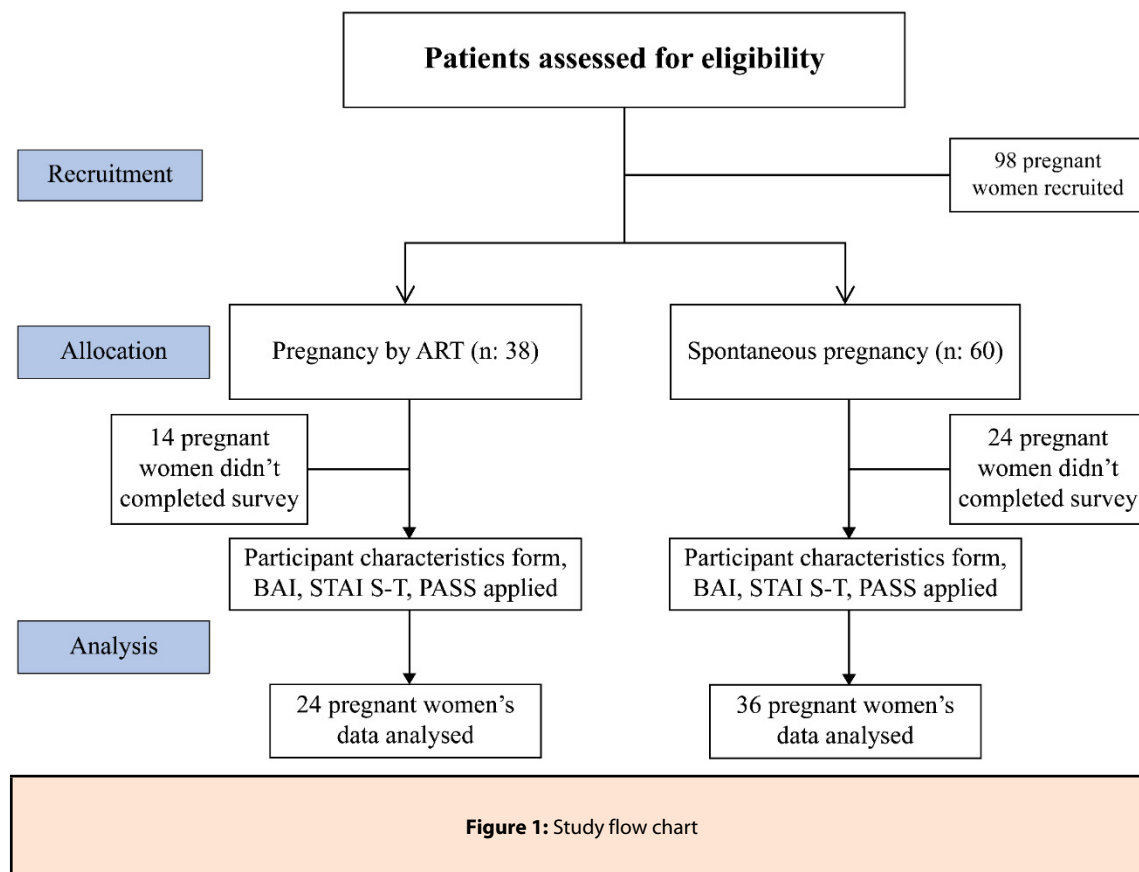 Patients assessed for eligibility
Recruitment
98 pregnant
women recruited
Allocation
Pregnancy by ART (n: 38)
Spontaneous pregnancy (n: 60)
14 pregnant
women didn’t
completed survey
24 pregnant
women didn’t
completed survey
Participant characteristics form,
BAI, STAI S-T, PASS applied
Participant characteristics form,
BAI, STAI S-T, PASS applied
Analysis
24 pregnant women’s
data analysed
36 pregnant women’s
data analysed
Figure 1: Study flow chart